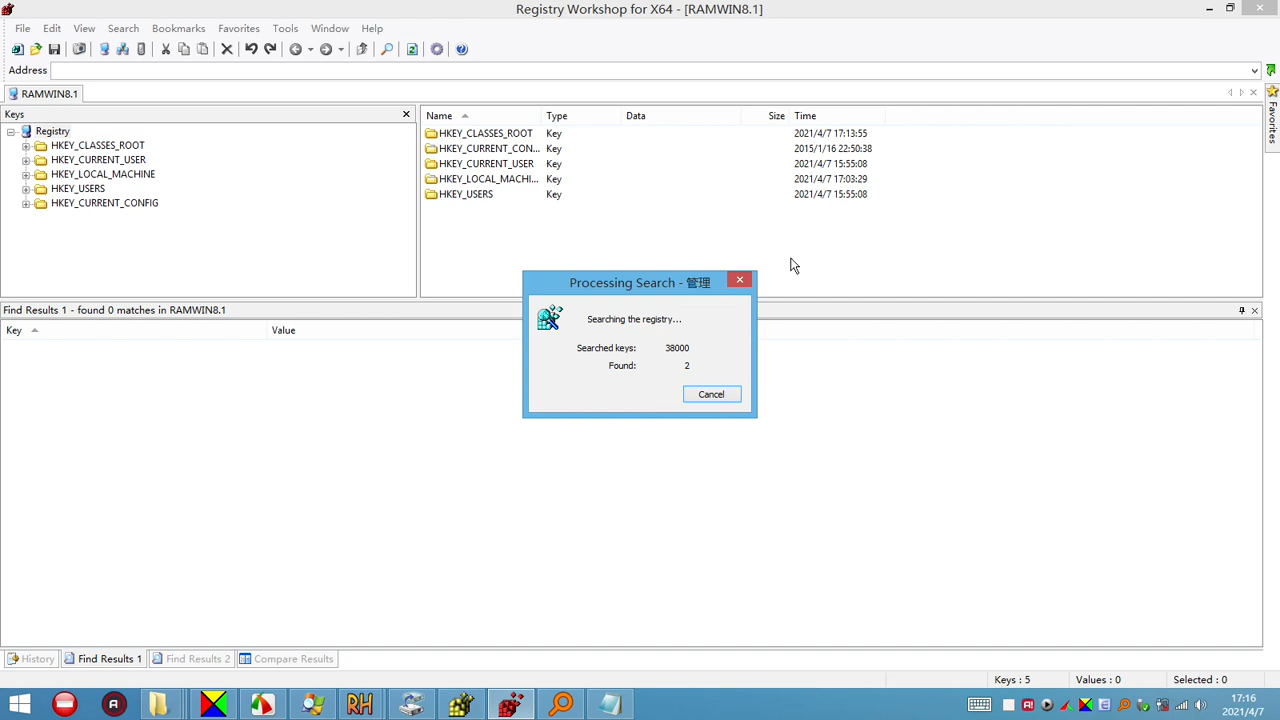 Registry Workshop for X64 - [RAMWIN8.1]
File Edit View Search Bookmarks Favorites Tools Window Help
Address
RAMWIN8.1
Keys
Registry
HKEY_CLASSES_ROOT
HKEY_CURRENT_USER
HKEY_LOCAL_MACHINE
HKEY_USERS
HKEY_CURRENT_CONFIG
Name Type Data Size Time
HKEY_CLASSES_ROOT Key 2021/4/7 17:13:55
HKEY_CURRENT_CON... Key 2015/1/16 22:50:38
HKEY_CURRENT_USER Key 2021/4/7 15:55:08
HKEY_LOCAL_MACHI... Key 2021/4/7 17:03:29
HKEY_USERS Key 2021/4/7 15:55:08
Favorites
Processing Search - 管理
Searching the registry...
Searched keys: 38000
Found: 2
Cancel
Find Results 1 - found 0 matches in RAMWIN8.1
Key Value
History Find Results 1 Find Results 2 Compare Results
Keys : 5 Values : 0 Selected : 0
A RH A!
17:16
2021/4/7